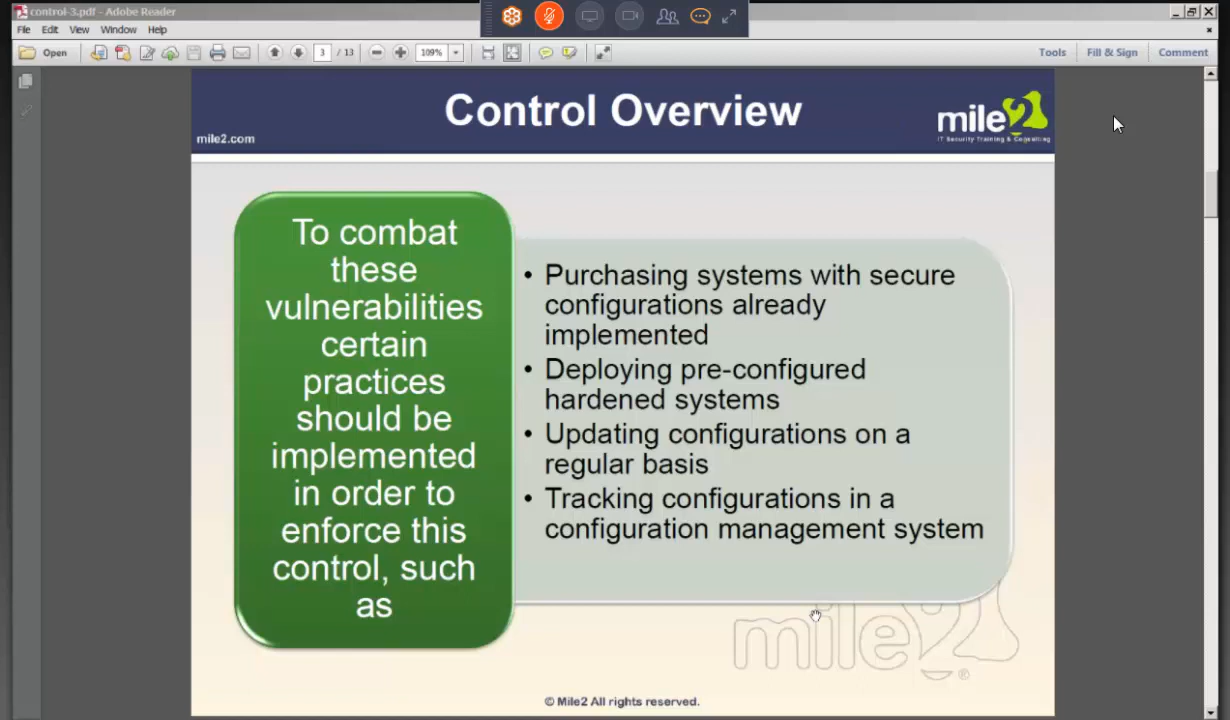 control-3.pdf - Adobe Reader
File Edit View Window Help
Open 3 / 13 109% Tools Fill & Sign Comment
Control Overview
mile2.com
mile2
IT Security Training & Consulting
To combat
these
vulnerabilities
certain
practices
should be
implemented
in order to
enforce this
control, such
as
• Purchasing systems with secure
configurations already
implemented
• Deploying pre-configured
hardened systems
• Updating configurations on a
regular basis
• Tracking configurations in a
configuration management system
mile2
®
© Mile2 All rights reserved.